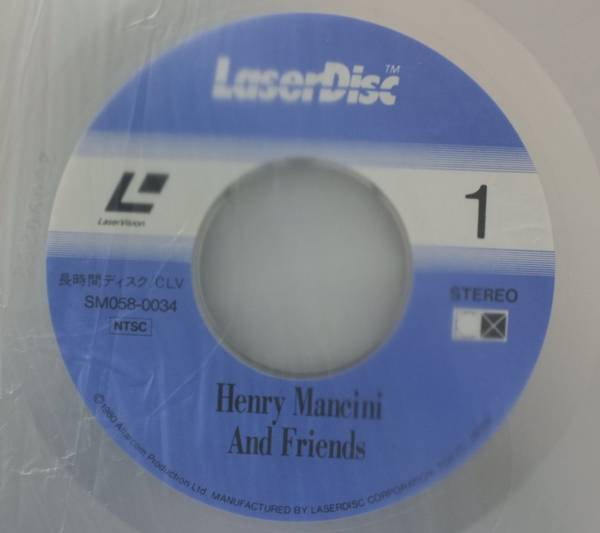 LaserDisc™
LaserVision
1
長時間ディスク/CLV
SM058-0034
NTSC
STEREO
Henry Mancini
And Friends
©1980 Production Ltd. MANUFACTURED BY LASERDISC CORPORATION,